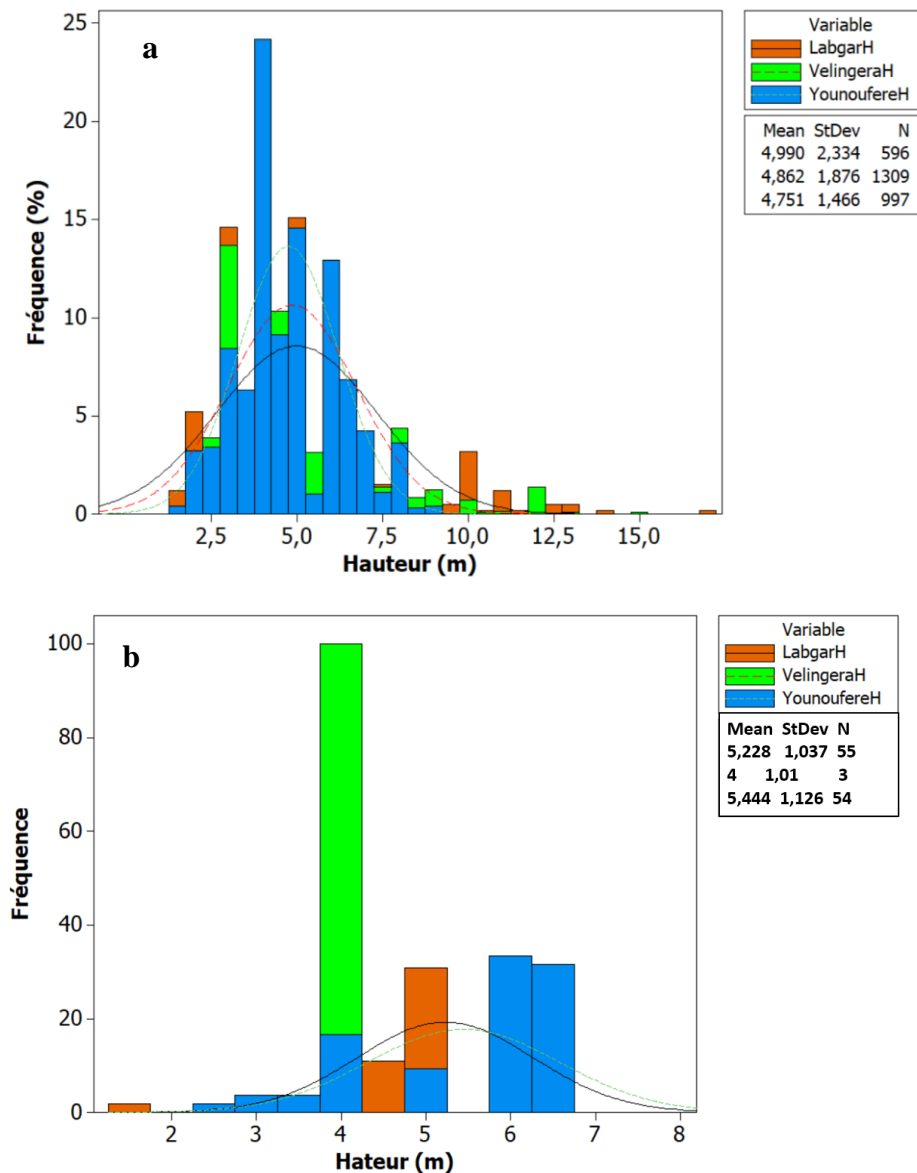 a
Fréquence (%)
25
20
15
10
5
0
2,5 5,0 7,5 10,0 12,5 15,0
Hauteur (m)
Variable
LabgarH
VelingeraH
YounoufereH
Mean StDev N
4,990 2,334 596
4,862 1,876 1309
4,751 1,466 997
b
Fréquence
100
80
60
40
20
0
2 3 4 5 6 7 8
Hateur (m)
Variable
LabgarH
VelingeraH
YounoufereH
Mean StDev N
5,228 1,037 55
4 1,01 3
5,444 1,126 54